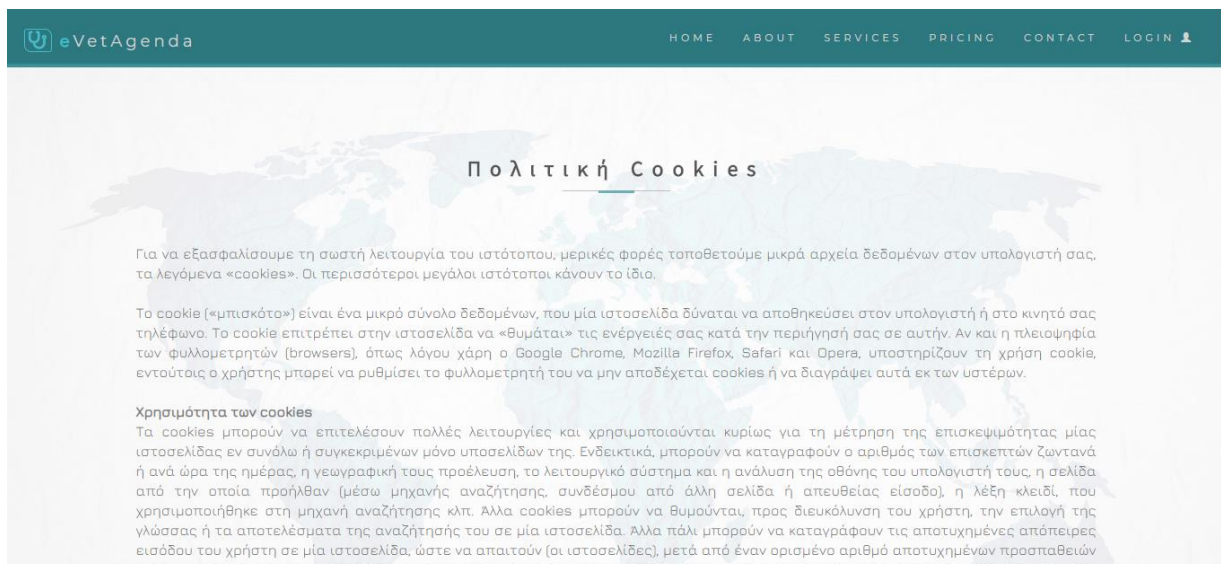 eVetAgenda
HOME ABOUT SERVICES PRICING CONTACT LOGIN
Πολιτική Cookies
Για να εξασφαλίσουμε τη σωστή λειτουργία του ιστότοπου, μερικές φορές τοποθετούμε μικρά αρχεία δεδομένων στον υπολογιστή σας,
τα λεγόμενα «cookies». Οι περισσότεροι μεγάλοι ιστότοποι κάνουν το ίδιο.
Το cookie («μπισκότο») είναι ένα μικρό σύνολο δεδομένων, που μία ιστοσελίδα δύναται να αποθηκεύσει στον υπολογιστή ή στο κινητό σας
τηλέφωνο. Το cookie επιτρέπει στην ιστοσελίδα να «θυμάται» τις ενέργειές σας κατά την περιήγησή σας σε αυτήν. Αν και η πλειοψηφία
των φυλλομετρητών (browsers), όπως λόγου χάρη ο Google Chrome, Mozilla Firefox, Safari και Opera, υποστηρίζουν τη χρήση cookie,
εντούτοις ο χρήστης μπορεί να ρυθμίσει το φυλλομετρητή του να μην αποδέχεται cookies ή να διαγράψει αυτά εκ των υστέρων.
Χρησιμότητα των cookies
Τα cookies μπορούν να επιτελέσουν πολλές λειτουργίες και χρησιμοποιούνται κυρίως για τη μέτρηση της επισκεψιμότητας μίας
ιστοσελίδας εν συνόλω ή συγκεκριμένων μόνο υποσελίδων της. Ενδεικτικά, μπορούν να καταγραφούν ο αριθμός των επισκεπτών ζωντανά
ή ανά ώρα της ημέρας, η γεωγραφική τους προέλευση, το λειτουργικό σύστημα και η ανάλυση της οθόνης του υπολογιστή τους, η σελίδα
από την οποία προήλθαν (μέσω μηχανής αναζήτησης, συνδέσμου από άλλη σελίδα ή απευθείας είσοδο), η λέξη κλειδί, που
χρησιμοποιήθηκε στη μηχανή αναζήτησης κλπ. Άλλα cookies μπορούν να θυμούνται, προς διευκόλυνση του χρήστη, την επιλογή της
γλώσσας ή τα αποτελέσματα της αναζήτησής του σε μία ιστοσελίδα. Άλλα πάλι μπορούν να καταγράφουν τις αποτυχημένες απόπειρες
εισόδου του χρήστη σε μία ιστοσελίδα, ώστε να απαιτούν (οι ιστοσελίδες), μετά από έναν ορισμένο αριθμό αποτυχημένων προσπαθειών